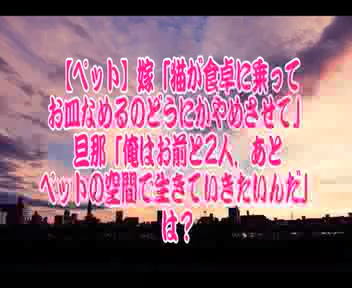 【ペット】嫁「猫が食卓に乗って
お皿なめるのどうにかやめさせて」
旦那「俺はお前と2人、あと
ペットの空間で生きていきたいんだ」
は?